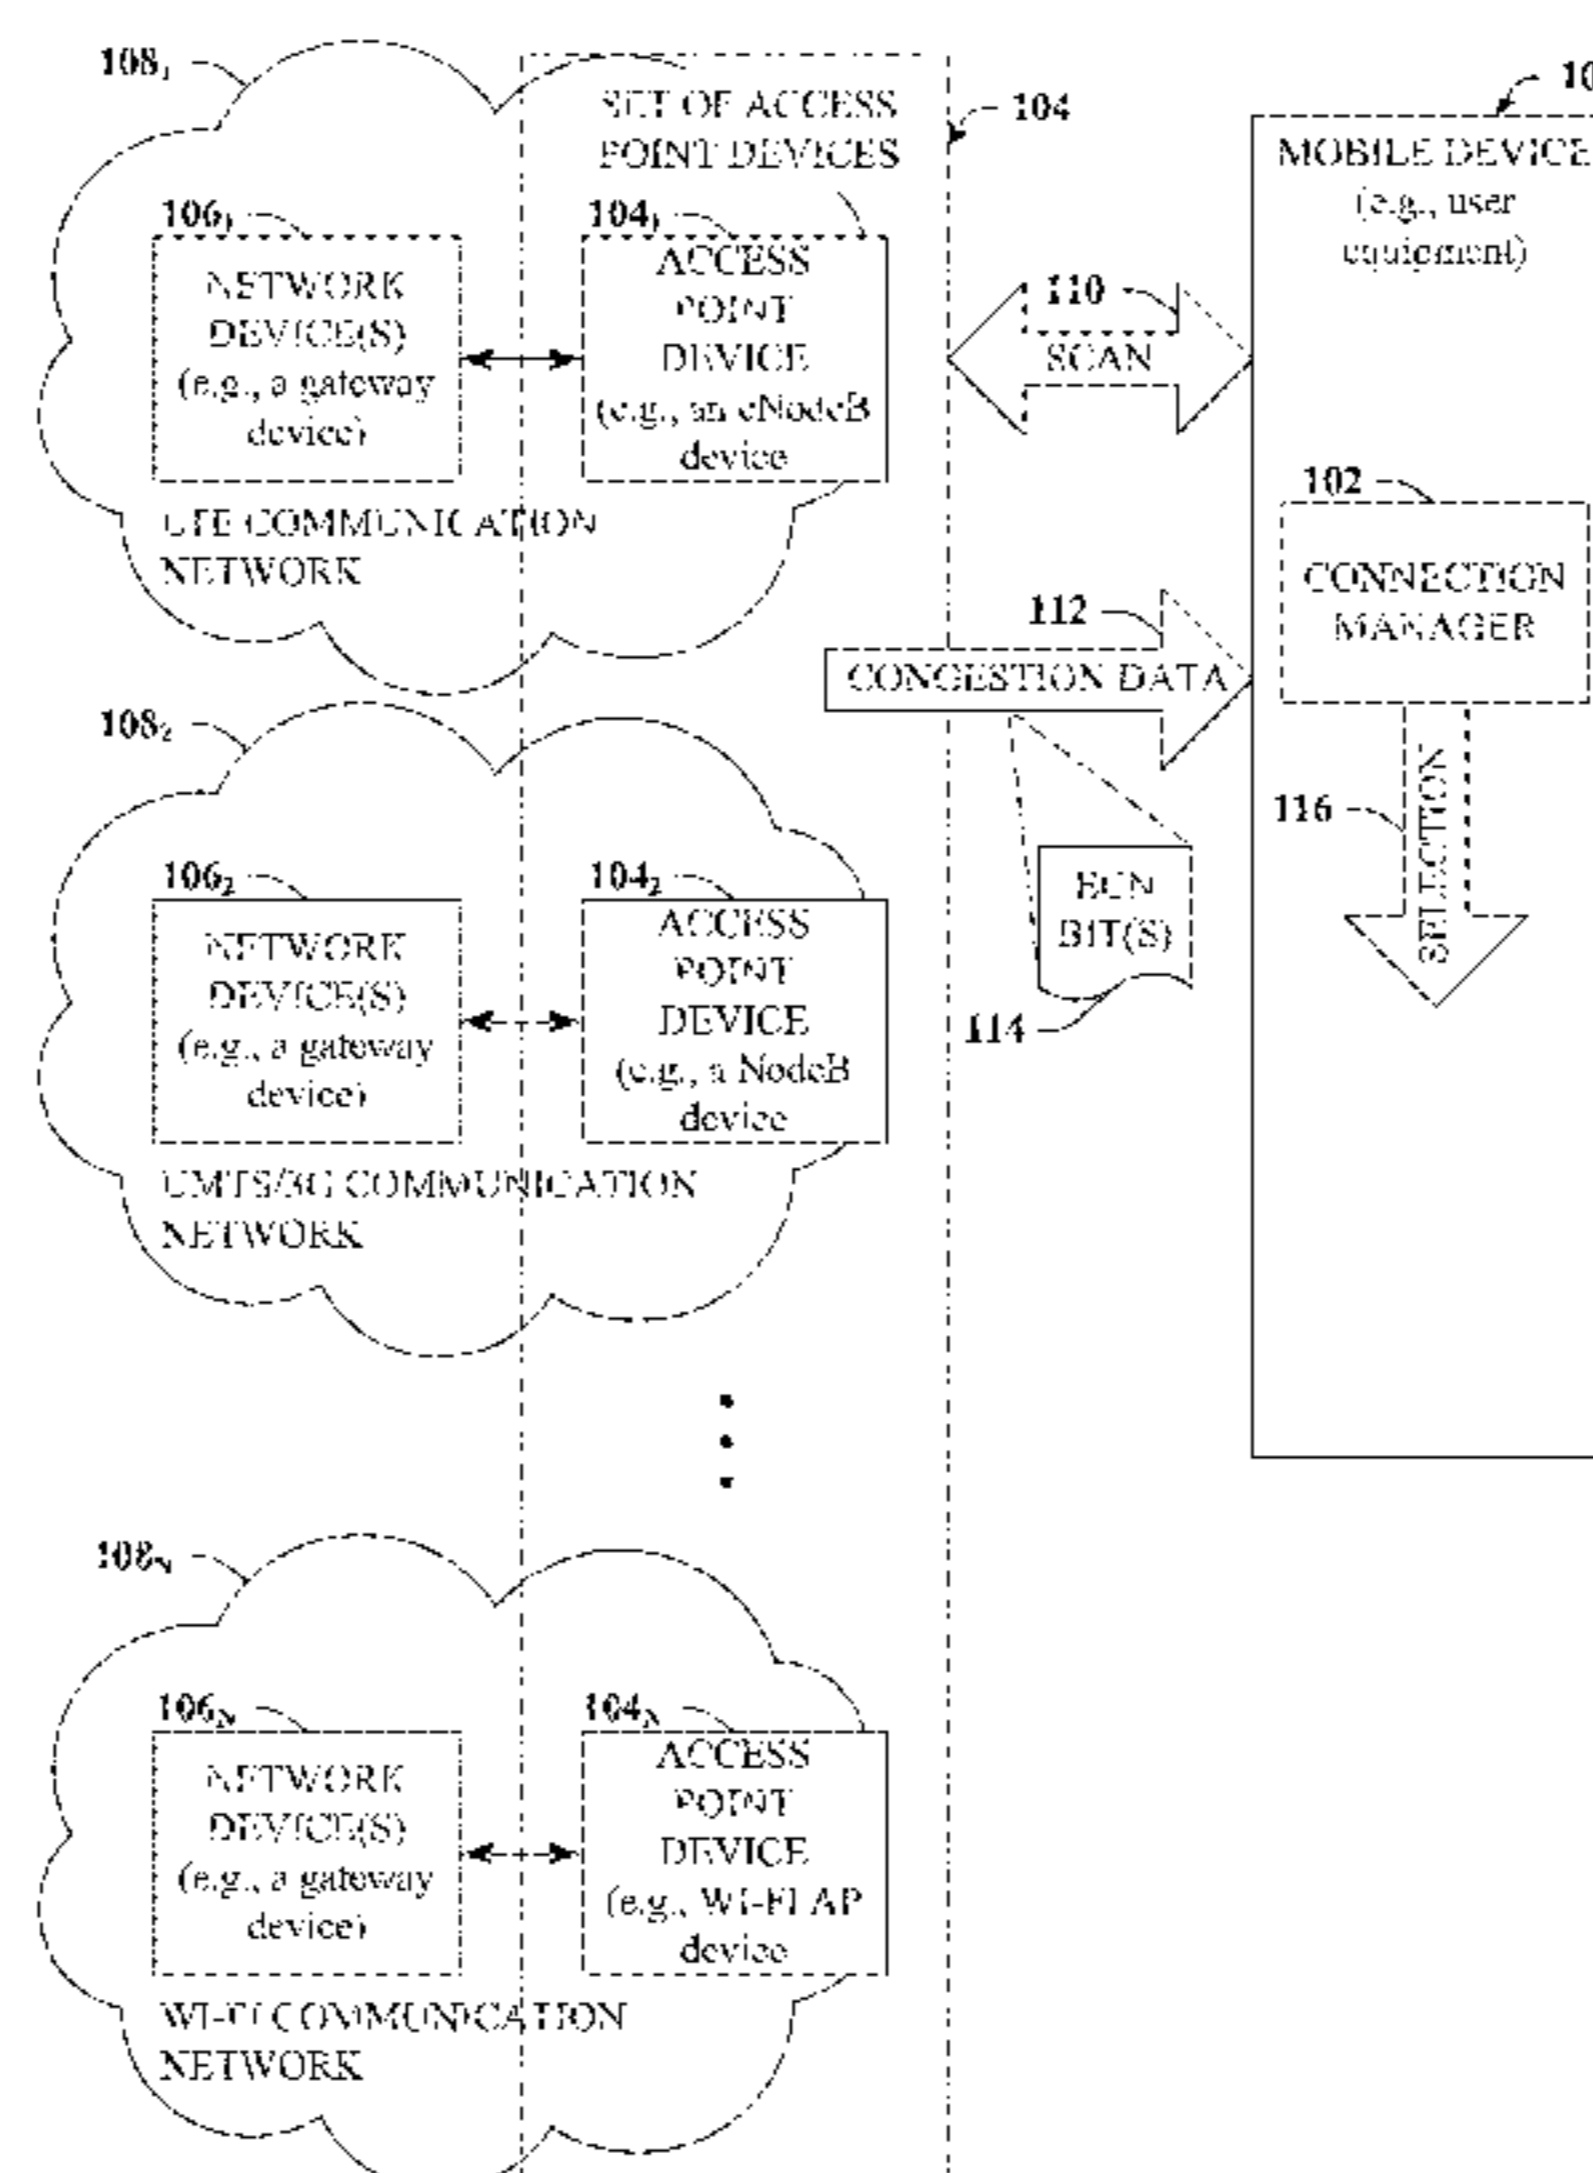 108₁
SET OF ACCESS
POINT DEVICES
104
106₁
NETWORK
DEVICE(S)
(e.g., a gateway
device)
104₁
ACCESS
POINT
DEVICE
(e.g., an eNodeB
device
LTE COMMUNICATION
NETWORK
110
SCAN
10
MOBILE DEVICE
(e.g., user
equipment)
102
CONNECTION
MANAGER
112
CONGESTION DATA
116
SELECTION
ECN
BIT(S)
114
108₂
106₂
NETWORK
DEVICE(S)
(e.g., a gateway
device)
104₂
ACCESS
POINT
DEVICE
(e.g., a NodeB
device
UMTS/3G COMMUNICATION
NETWORK
108N
106N
NETWORK
DEVICE(S)
(e.g., a gateway
device)
104N
ACCESS
POINT
DEVICE
(e.g., WI-FI AP
device
WI-FI COMMUNICATION
NETWORK